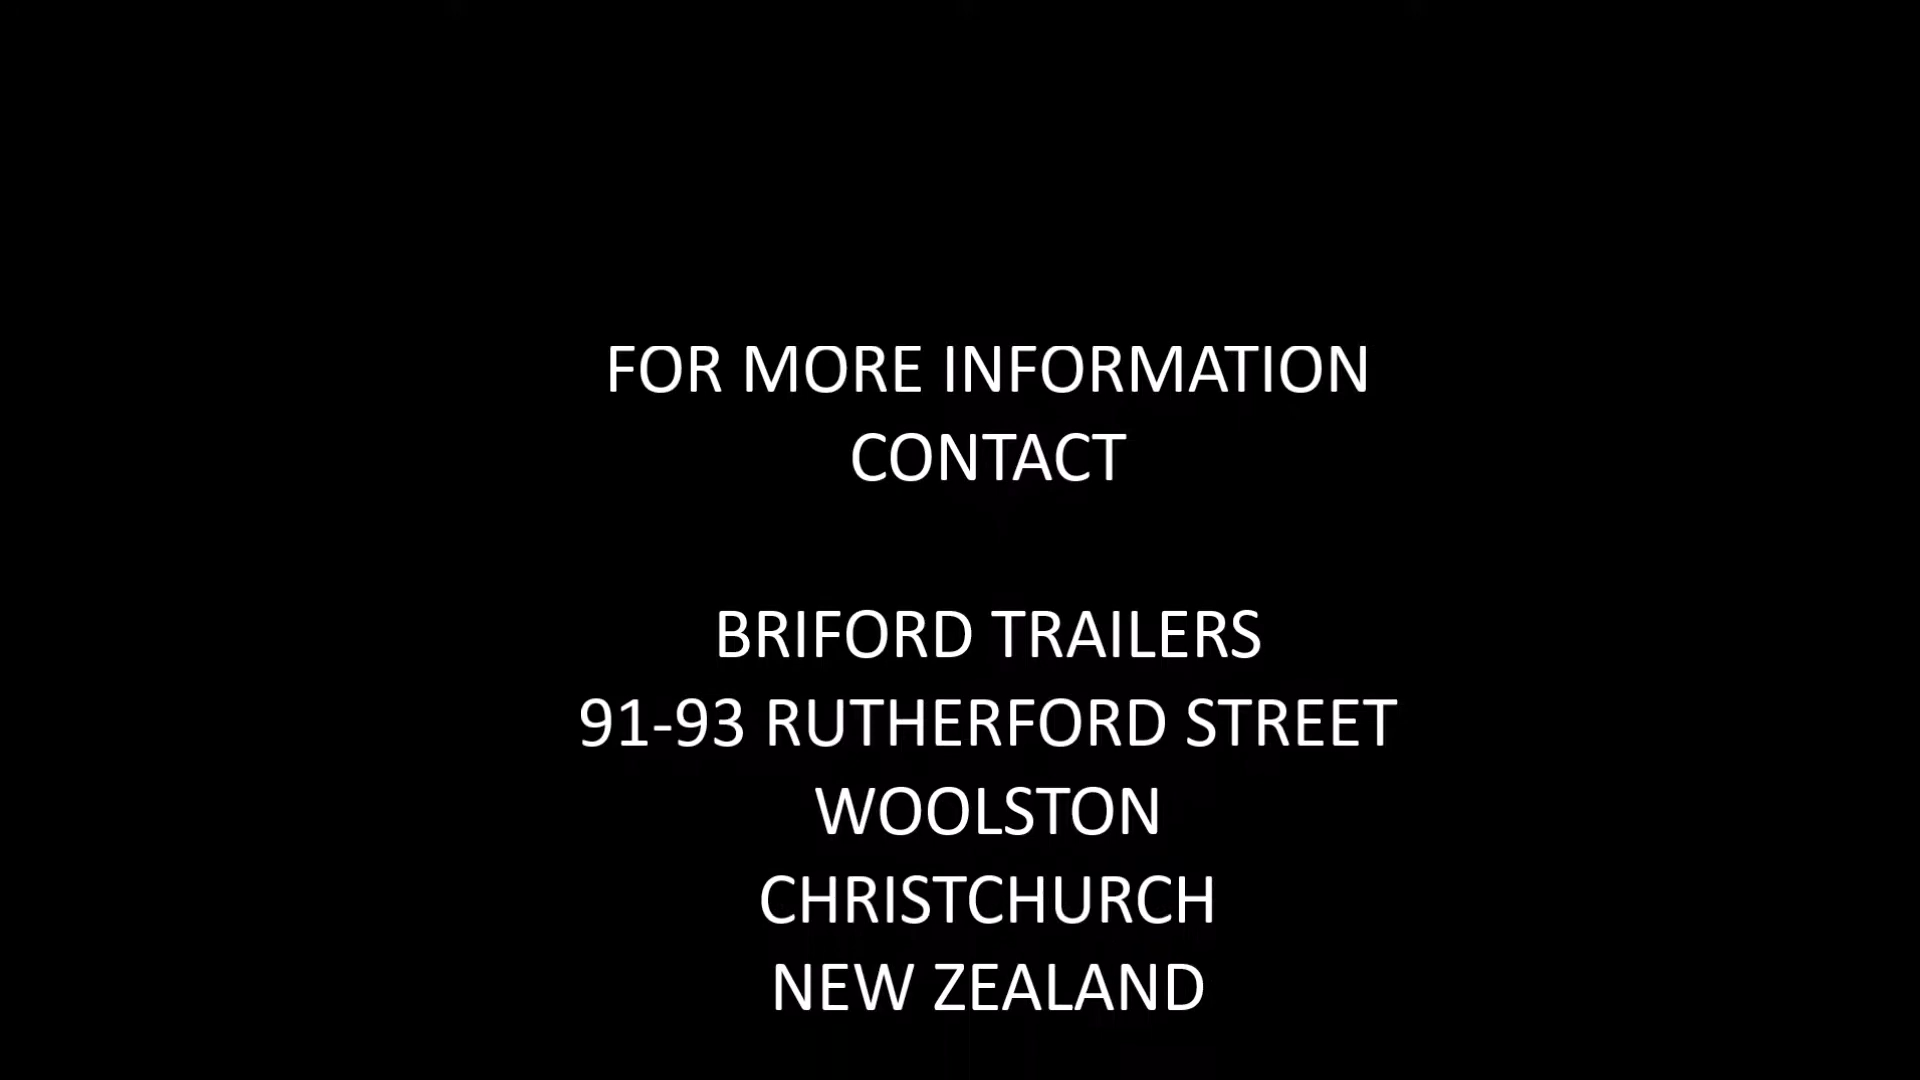 FOR MORE INFORMATION
CONTACT
BRIFORD TRAILERS
91-93 RUTHERFORD STREET
WOOLSTON
CHRISTCHURCH
NEW ZEALAND